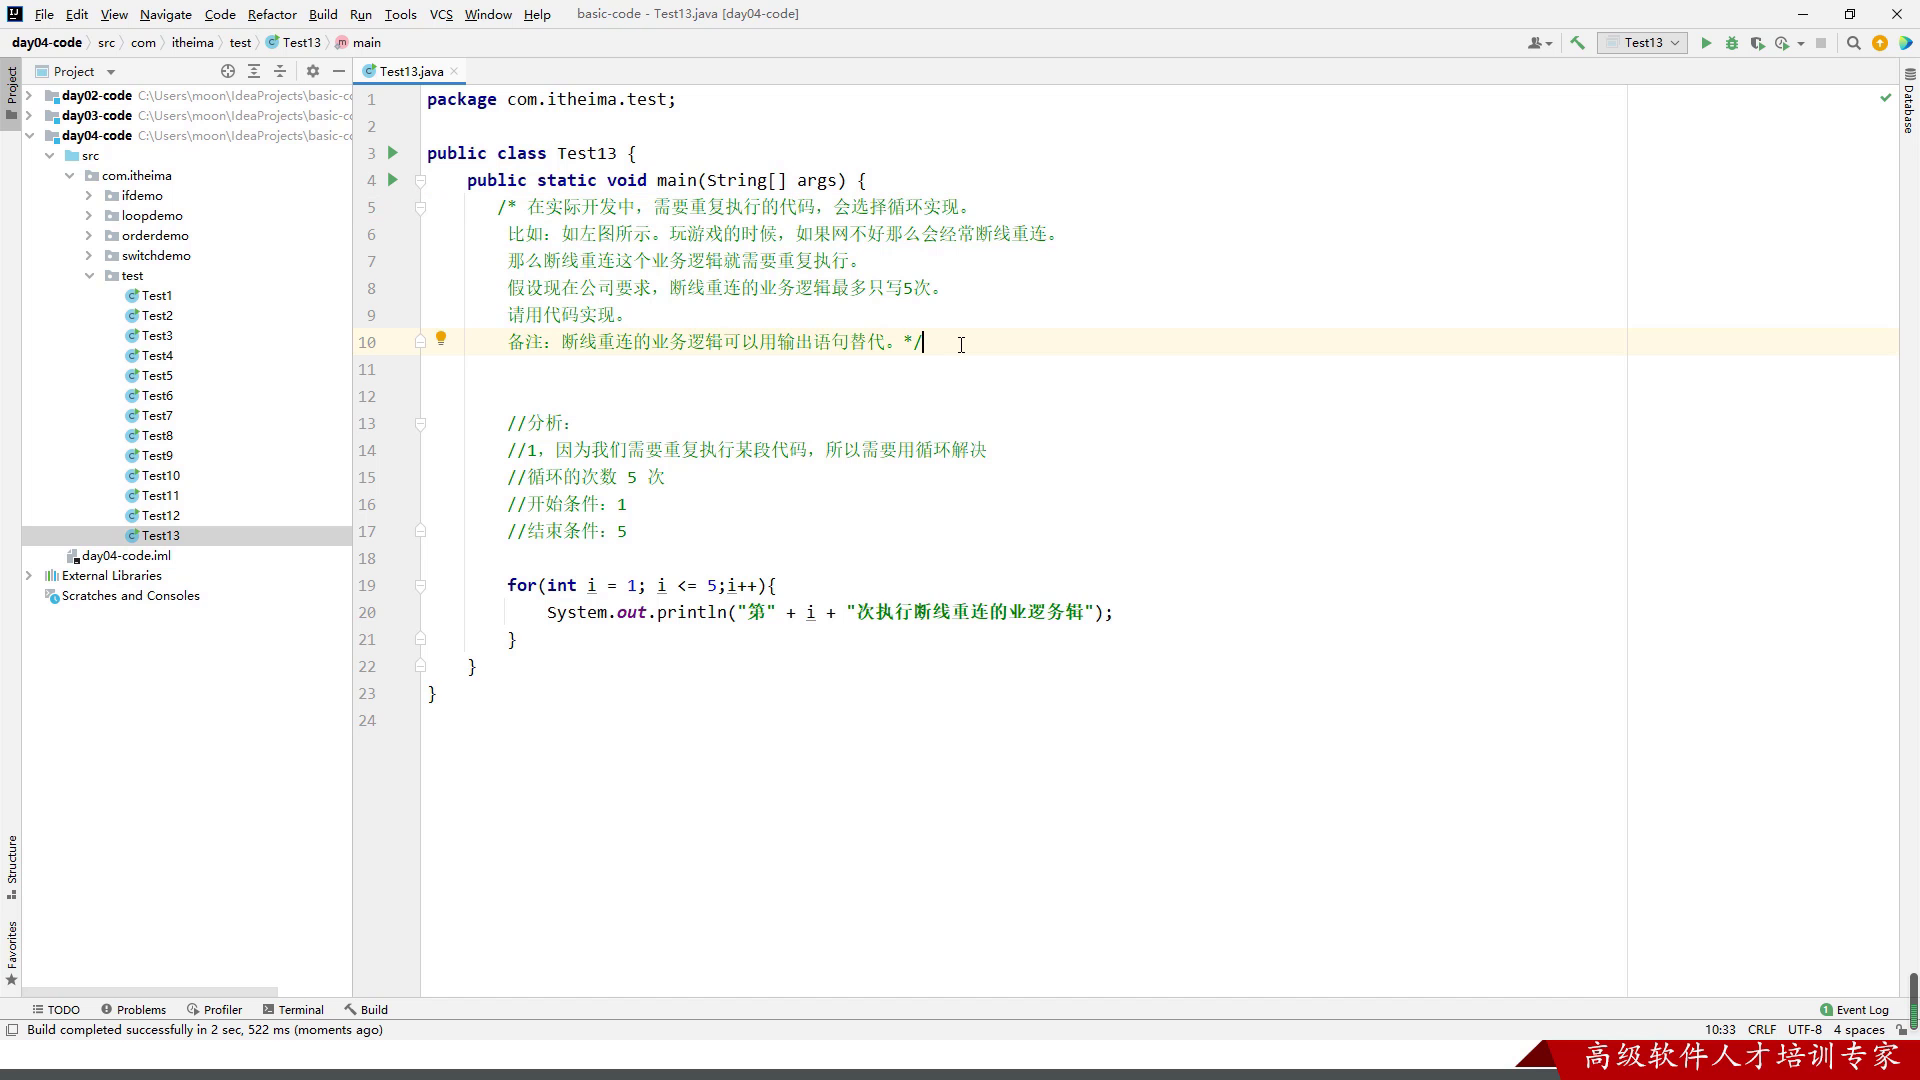 File Edit View Navigate Code Refactor Build Run Tools VCS Window Help basic-code - Test13.java [day04-code]
day04-code src com itheima test Test13 main Test13
Project
Project
Test13.java
day02-code C:\Users\moon\IdeaProjects\basic-co
day03-code C:\Users\moon\IdeaProjects\basic-co
day04-code C:\Users\moon\IdeaProjects\basic-co
src
com.itheima
ifdemo
loopdemo
orderdemo
switchdemo
test
Test1
Test2
Test3
Test4
Test5
Test6
Test7
Test8
Test9
Test10
Test11
Test12
Test13
day04-code.iml
External Libraries
Scratches and Consoles
1 package com.itheima.test;
2
3 public class Test13 {
4 public static void main(String[] args) {
5 /* 在实际开发中，需要重复执行的代码，会选择循环实现。
6 比如：如左图所示。玩游戏的时候，如果网不好那么会经常断线重连。
7 那么断线重连这个业务逻辑就需要重复执行。
8 假设现在公司要求，断线重连的业务逻辑最多只写5次。
9 请用代码实现。
10 备注：断线重连的业务逻辑可以用输出语句替代。*/
11
12
13 //分析：
14 //1，因为我们需要重复执行某段代码，所以需要用循环解决
15 //循环的次数 5 次
16 //开始条件：1
17 //结束条件：5
18
19 for(int i = 1; i <= 5;i++){
20 System.out.println("第" + i + "次执行断线重连的业逻务辑");
21 }
22 }
23 }
24
Database
Structure
Favorites
TODO Problems Profiler Terminal Build 1 Event Log
Build completed successfully in 2 sec, 522 ms (moments ago) 10:33 CRLF UTF-8 4 spaces
高级软件人才培训专家